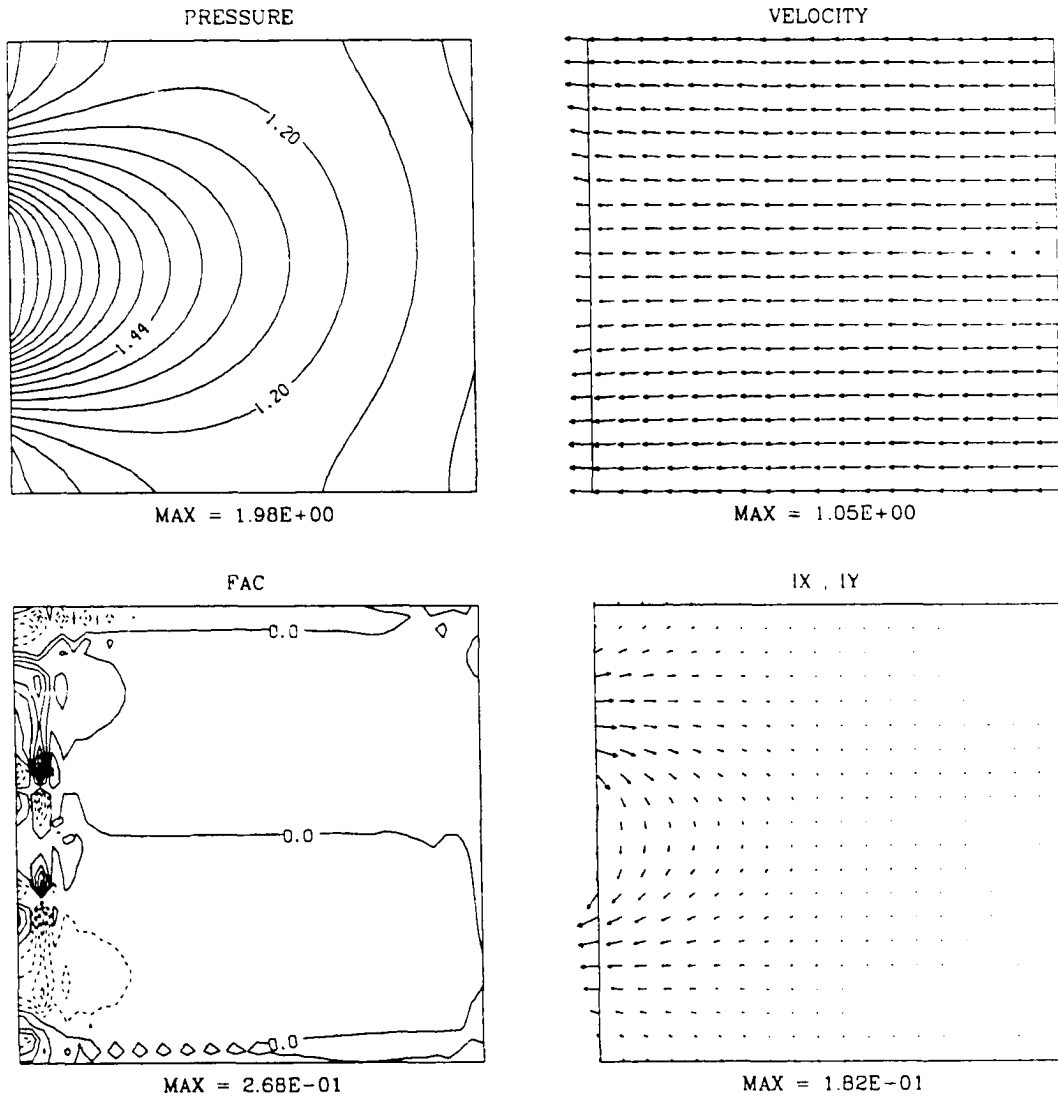 PRESSURE
1.20
1.44
1.20
MAX = 1.98E+00
VELOCITY
MAX = 1.05E+00
FAC
0.0
0.0
0.0
MAX = 2.68E-01
IX , IY
MAX = 1.82E-01